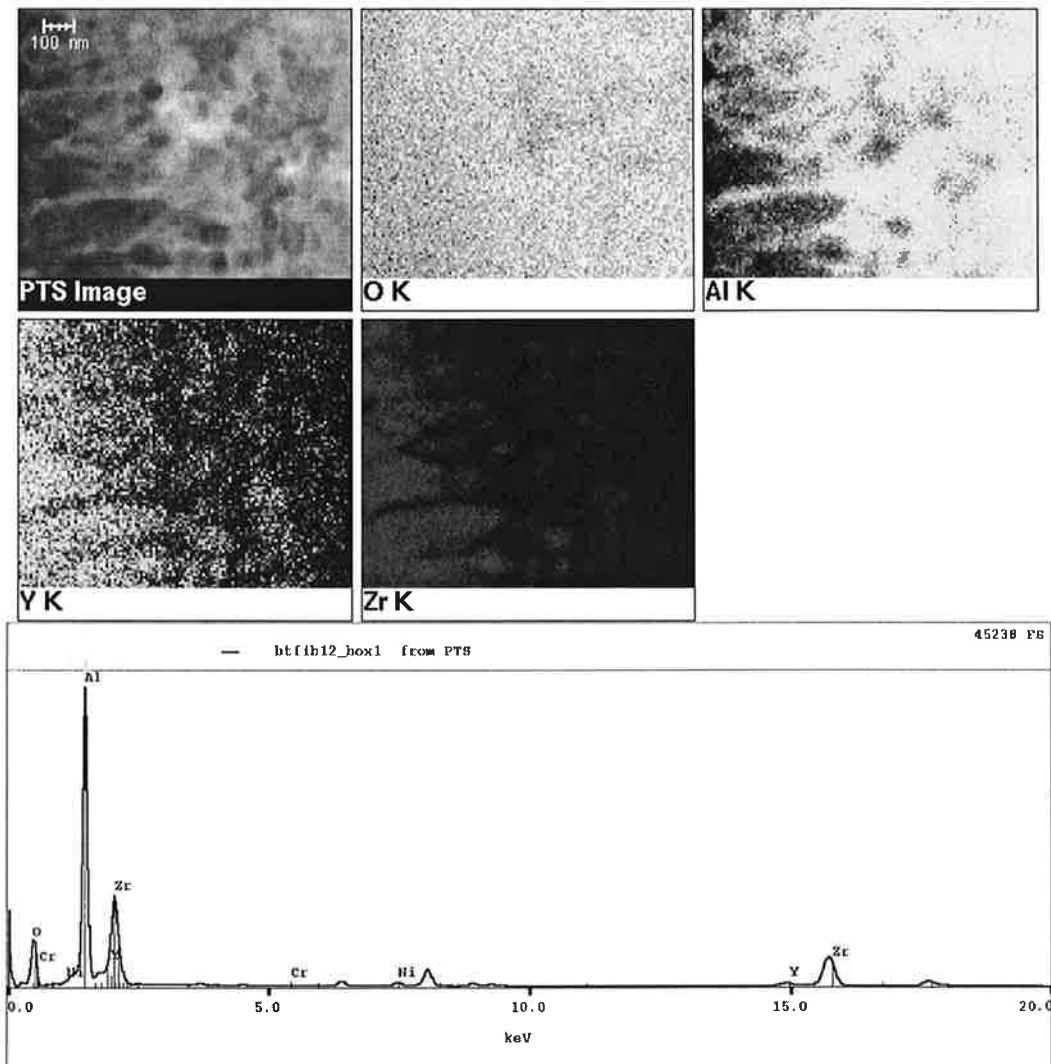 100 nm
PTS Image
O K
Al K
Y K
Zr K
45238 FS
btfib12_box1 from PTS
Al
Zr
O
Cr
Cr
Ni
Y
Zr
0.0 5.0 10.0 15.0 20.0
keV